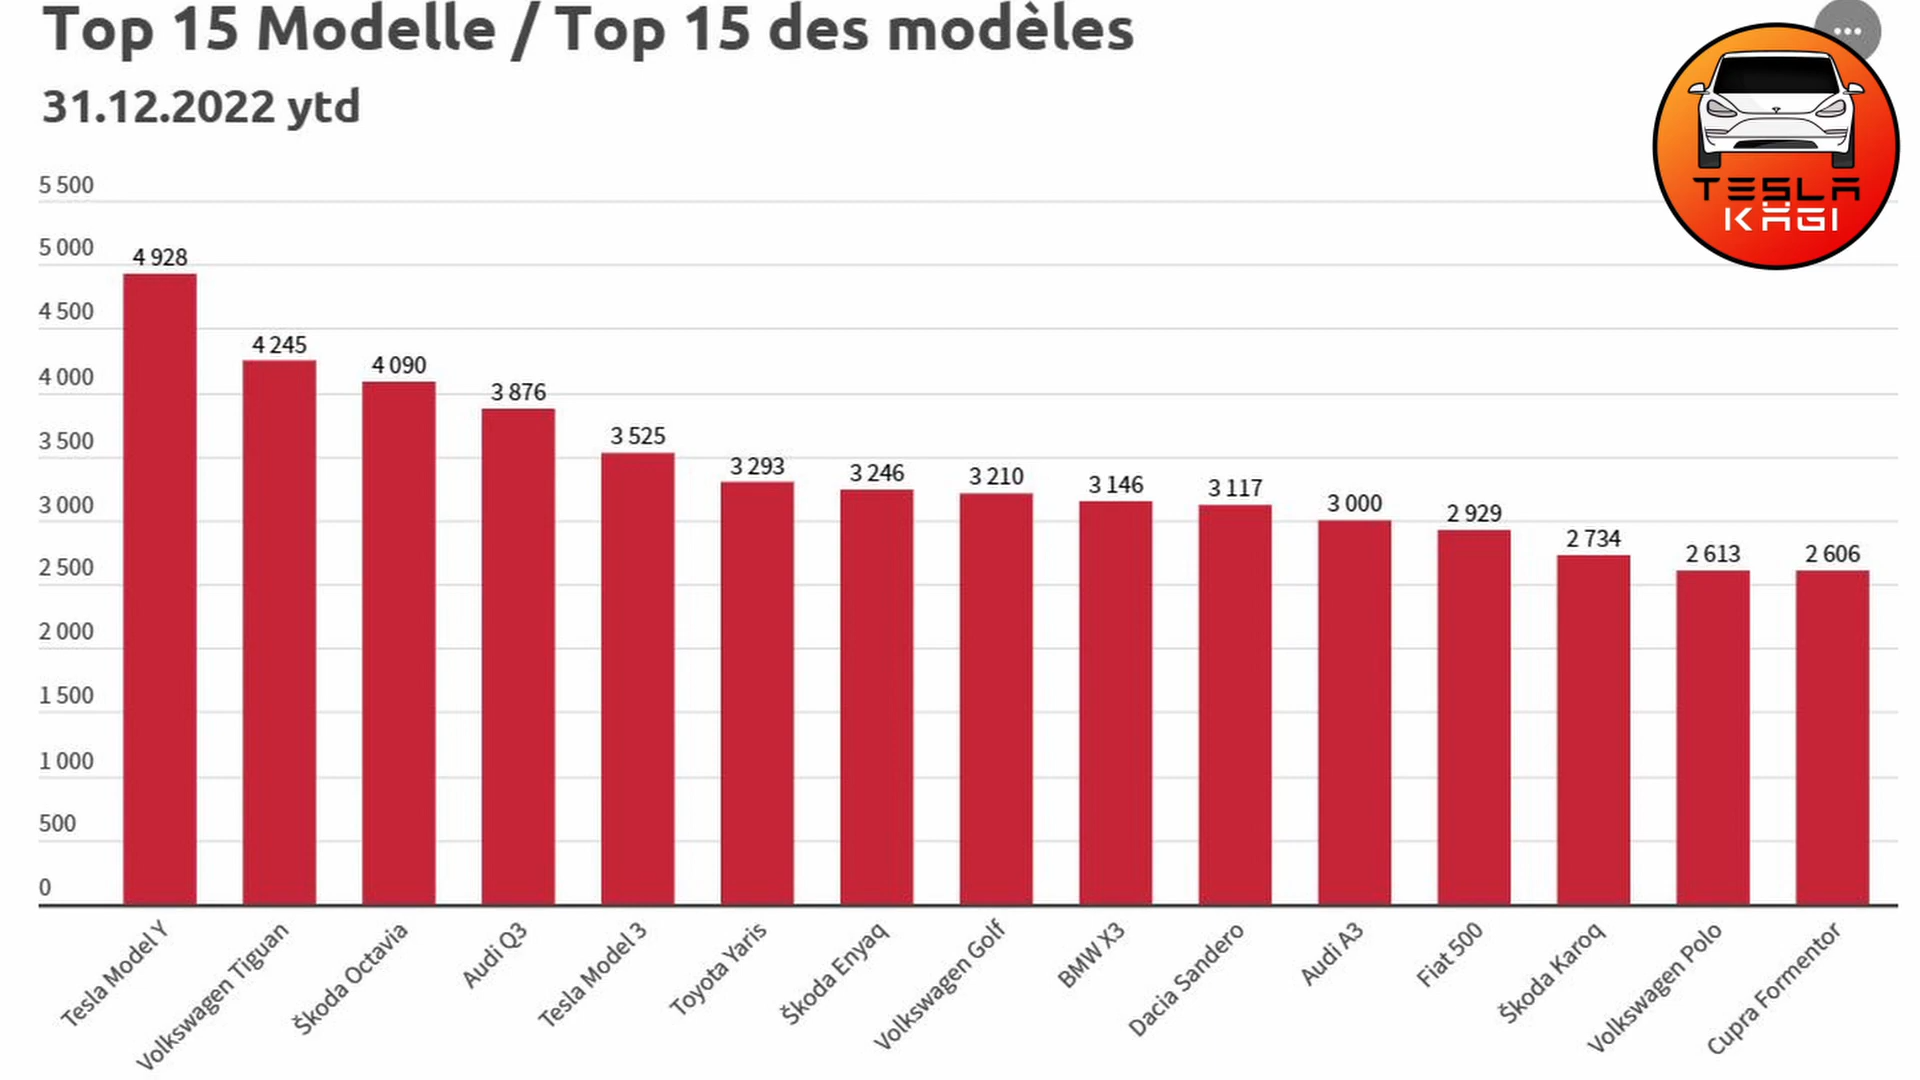 Top 15 Modelle / Top 15 des modèles
31.12.2022 ytd
TESLA
KÄGI
5 500
5 000
4 500
4 000
3 500
3 000
2 500
2 000
1 500
1 000
500
0
4 928
4 245
4 090
3 876
3 525
3 293
3 246
3 210
3 146
3 117
3 000
2 929
2 734
2 613
2 606
Tesla Model Y
Volkswagen Tiguan
Škoda Octavia
Audi Q3
Tesla Model 3
Toyota Yaris
Škoda Enyaq
Volkswagen Golf
BMW X3
Dacia Sandero
Audi A3
Fiat 500
Škoda Karoq
Volkswagen Polo
Cupra Formentor